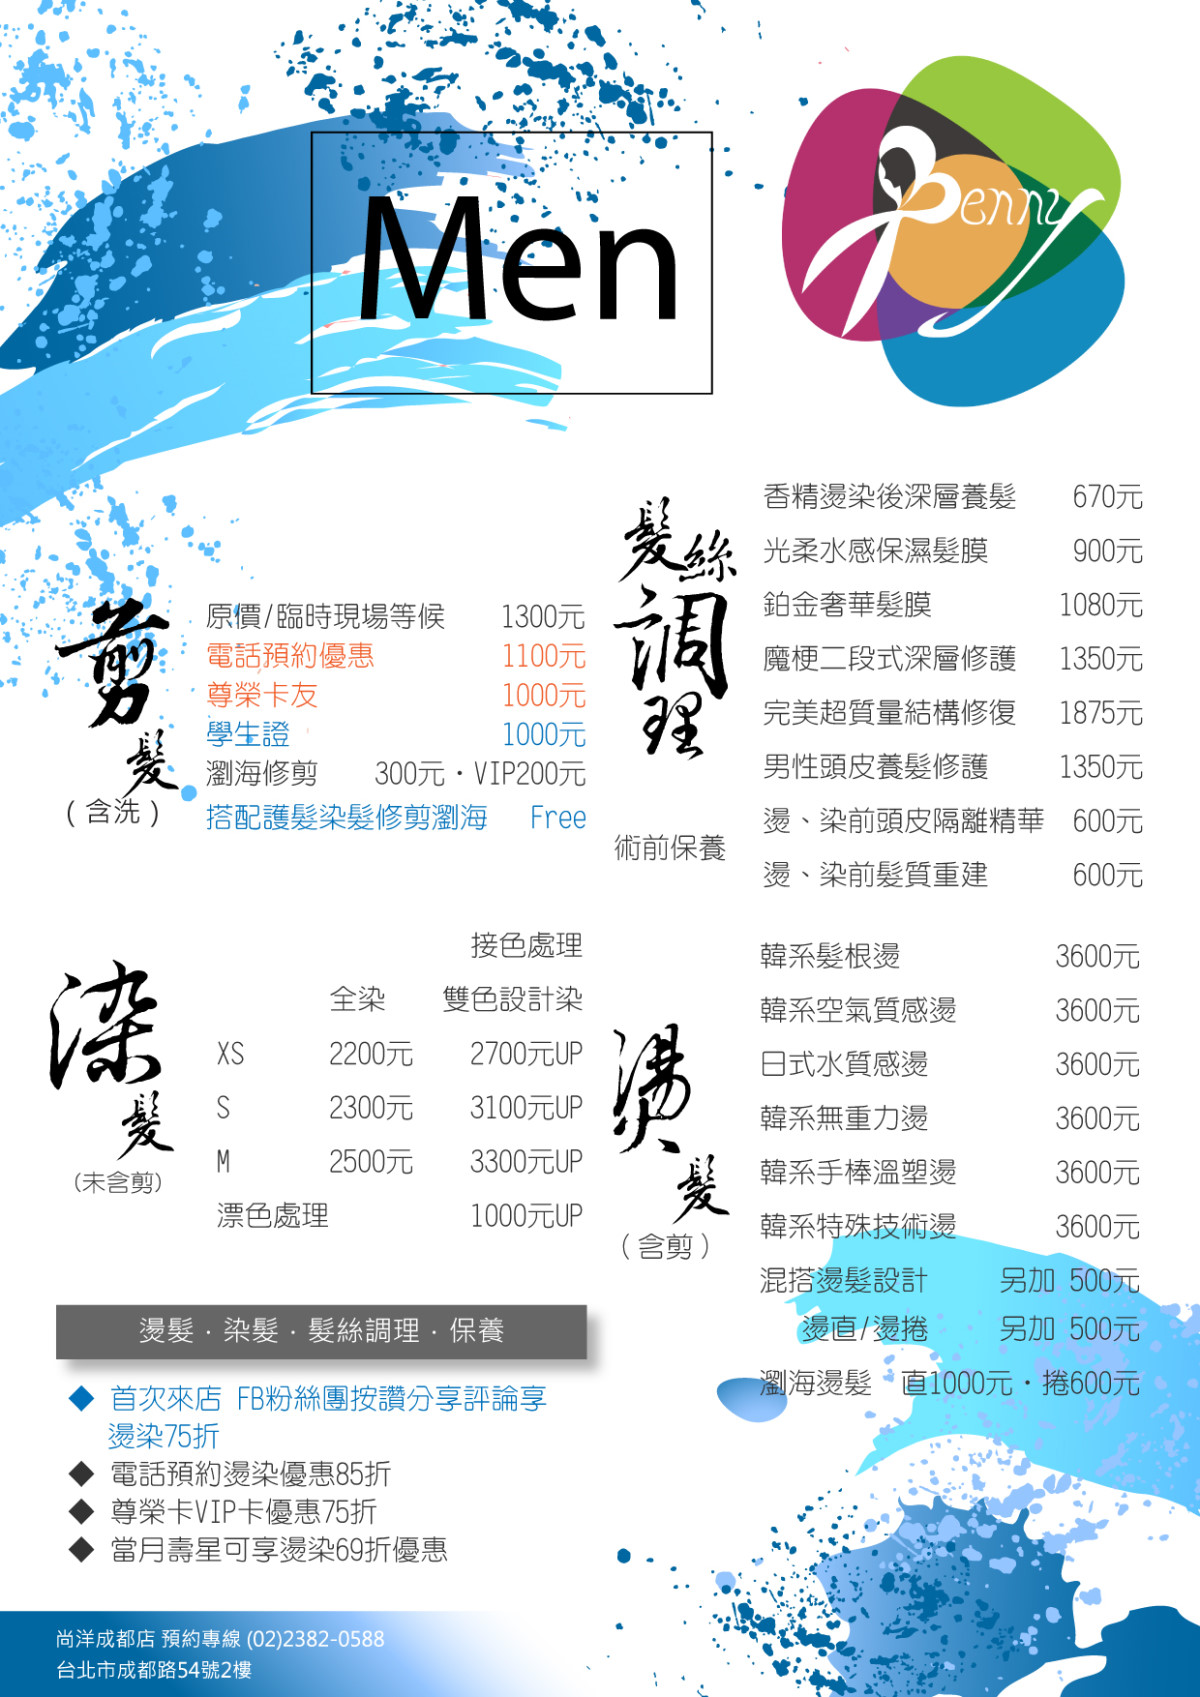 Men
Benny
剪髮
(含洗)
原價/臨時現場等候 1300元
電話預約優惠 1100元
尊榮卡友 1000元
學生證 1000元
瀏海修剪 300元・VIP200元
搭配護髮染髮修剪瀏海 Free
髮絲調理
香精燙染後深層養髮 670元
光柔水感保濕髮膜 900元
鉑金奢華髮膜 1080元
魔梗二段式深層修護 1350元
完美超質量結構修復 1875元
男性頭皮養髮修護 1350元
術前保養
燙、染前頭皮隔離精華 600元
燙、染前髮質重建 600元
染髮
(未含剪)
接色處理
全染 雙色設計染
XS 2200元 2700元UP
S 2300元 3100元UP
M 2500元 3300元UP
漂色處理 1000元UP
燙髮
(含剪)
韓系髮根燙 3600元
韓系空氣質感燙 3600元
日式水質感燙 3600元
韓系無重力燙 3600元
韓系手棒溫塑燙 3600元
韓系特殊技術燙 3600元
混搭燙髮設計 另加 500元
燙直/燙捲 另加 500元
瀏海燙髮 直1000元・捲600元
燙髮．染髮．髮絲調理．保養
◆ 首次來店 FB粉絲團按讚分享評論享
燙染75折
◆ 電話預約燙染優惠85折
◆ 尊榮卡VIP卡優惠75折
◆ 當月壽星可享燙染69折優惠
尚洋成都店 預約專線 (02)2382-0588
台北市成都路54號2樓